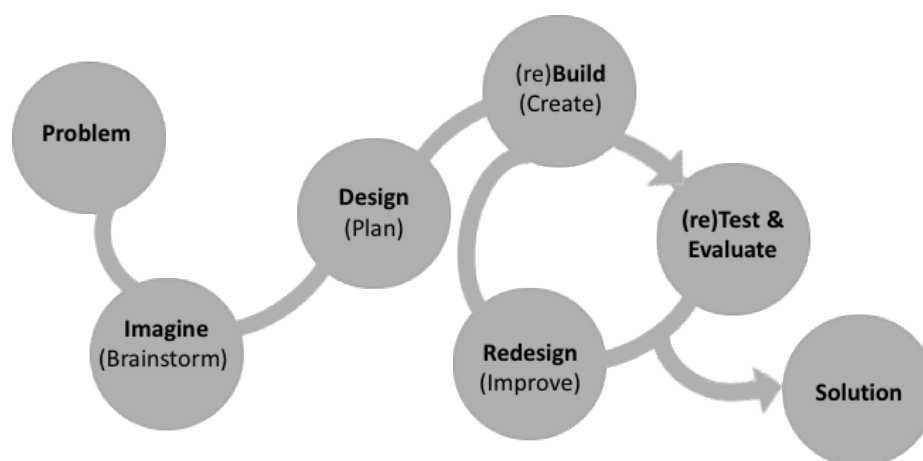 Problem
Imagine
(Brainstorm)
Design
(Plan)
(re)Build
(Create)
(re)Test &
Evaluate
Redesign
(Improve)
Solution